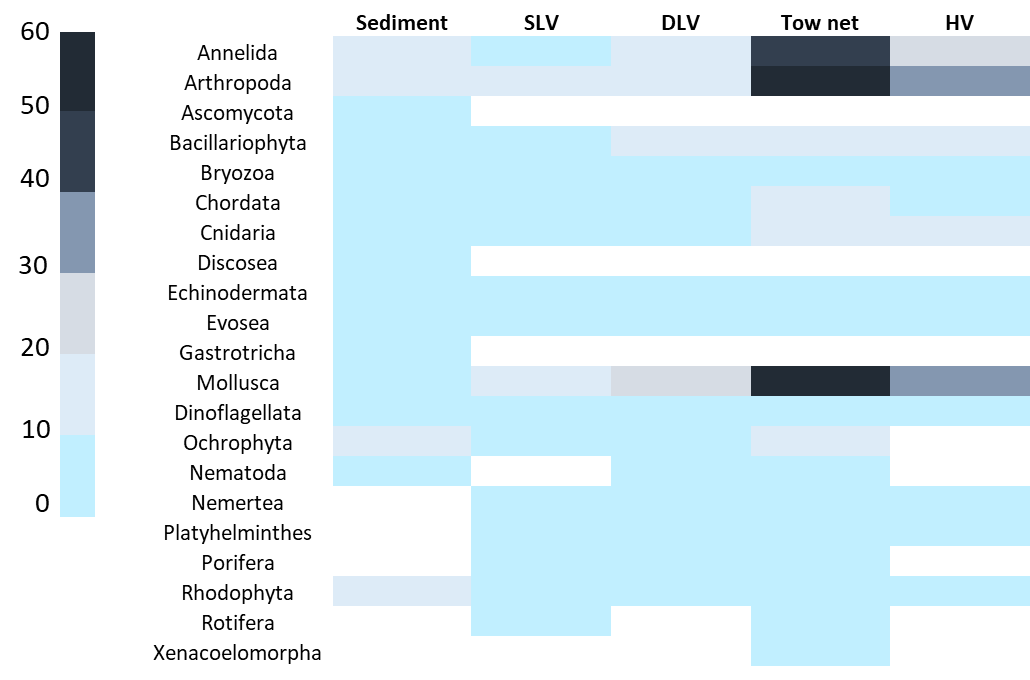 Sediment SLV DLV Tow net HV
60
50
40
30
20
10
0
Annelida
Arthropoda
Ascomycota
Bacillariophyta
Bryozoa
Chordata
Cnidaria
Discosea
Echinodermata
Evosea
Gastrotricha
Mollusca
Dinoflagellata
Ochrophyta
Nematoda
Nemertea
Platyhelminthes
Porifera
Rhodophyta
Rotifera
Xenacoelomorpha